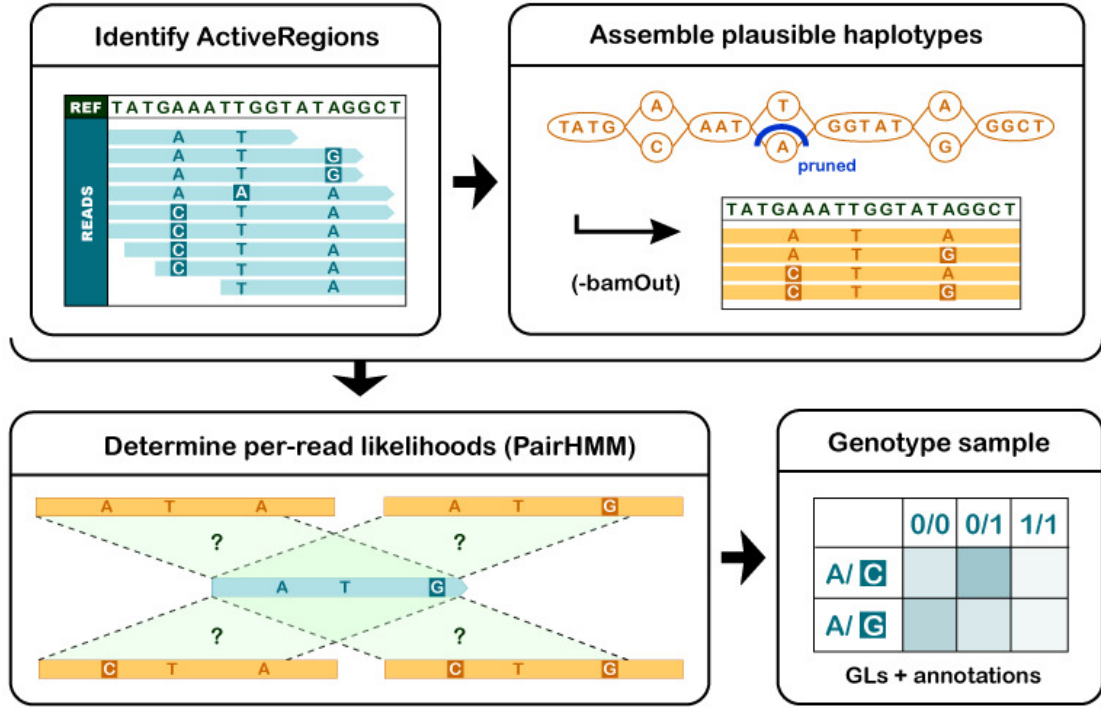 Identify ActiveRegions
REF TATGAAATTGGTATAGGCT
READS
A T
A T G
A T G
A A A
C T A
C T A
C T A
C T A
T A
Assemble plausible haplotypes
A T A
TATG AAT GGTAT GGCT
C A G
pruned
(-bamOut)
TATGAAATTGGTATAGGCT
A T A
A T G
C T A
C T G
Determine per-read likelihoods (PairHMM)
A T A A T G
? ?
A T G
? ?
C T A C T G
Genotype sample
0/0 0/1 1/1
A/ C
A/ G
GLs + annotations